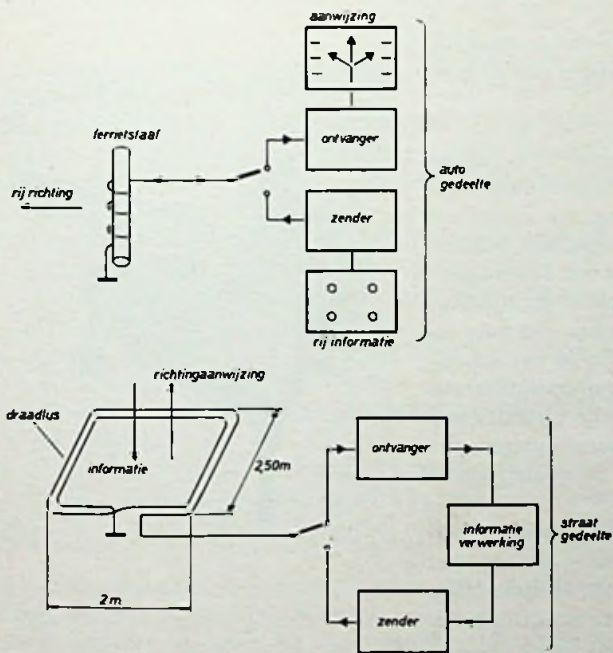 aanwijzing
ferrietstaaf
ontvanger
auto
gedeelte
rij richting
zender
rij informatie
richtingaanwijzing
draadlus
ontvanger
informatie
2,50m
informatie
verwerking
straat
gedeelte
2m
zender